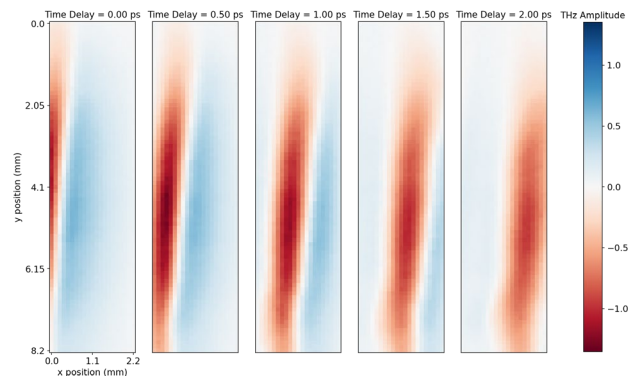 Time Delay = 0.00 ps Time Delay = 0.50 ps Time Delay = 1.00 ps Time Delay = 1.50 ps Time Delay = 2.00 ps THz Amplitude
0.0
2.05
4.1
6.15
8.2
y position (mm)
0.0 1.1 2.2
x position (mm)
1.0
0.5
0.0
−0.5
−1.0